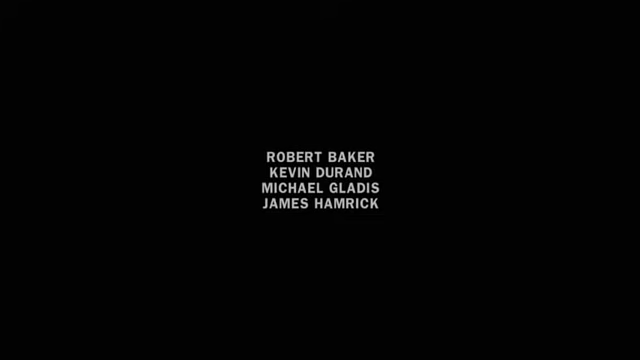 ROBERT BAKER
KEVIN DURAND
MICHAEL GLADIS
JAMES HAMRICK